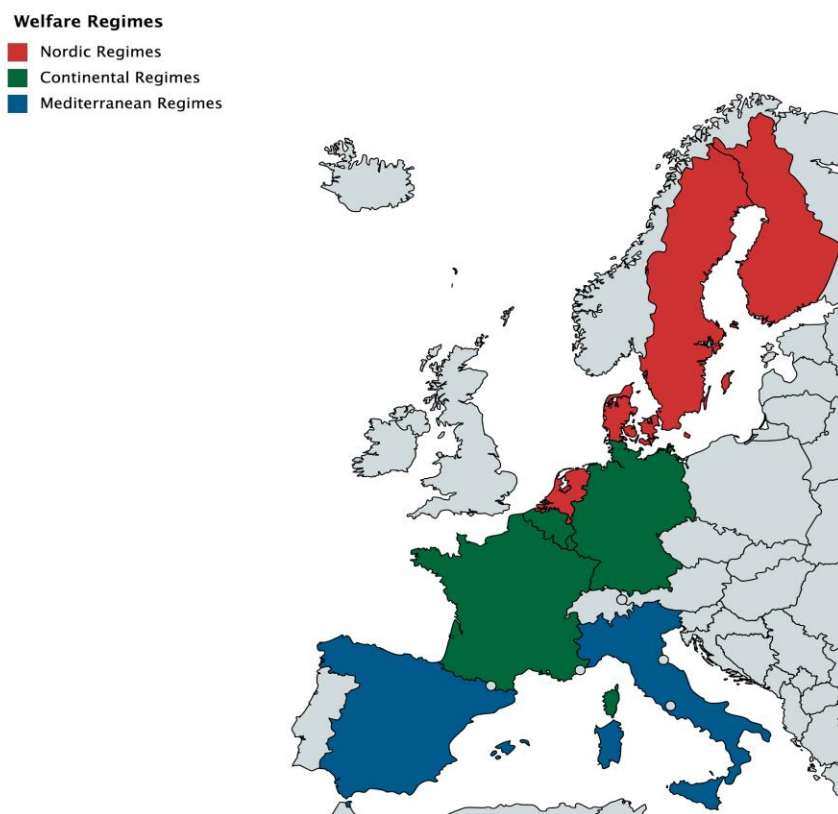 Welfare Regimes
Nordic Regimes
Continental Regimes
Mediterranean Regimes